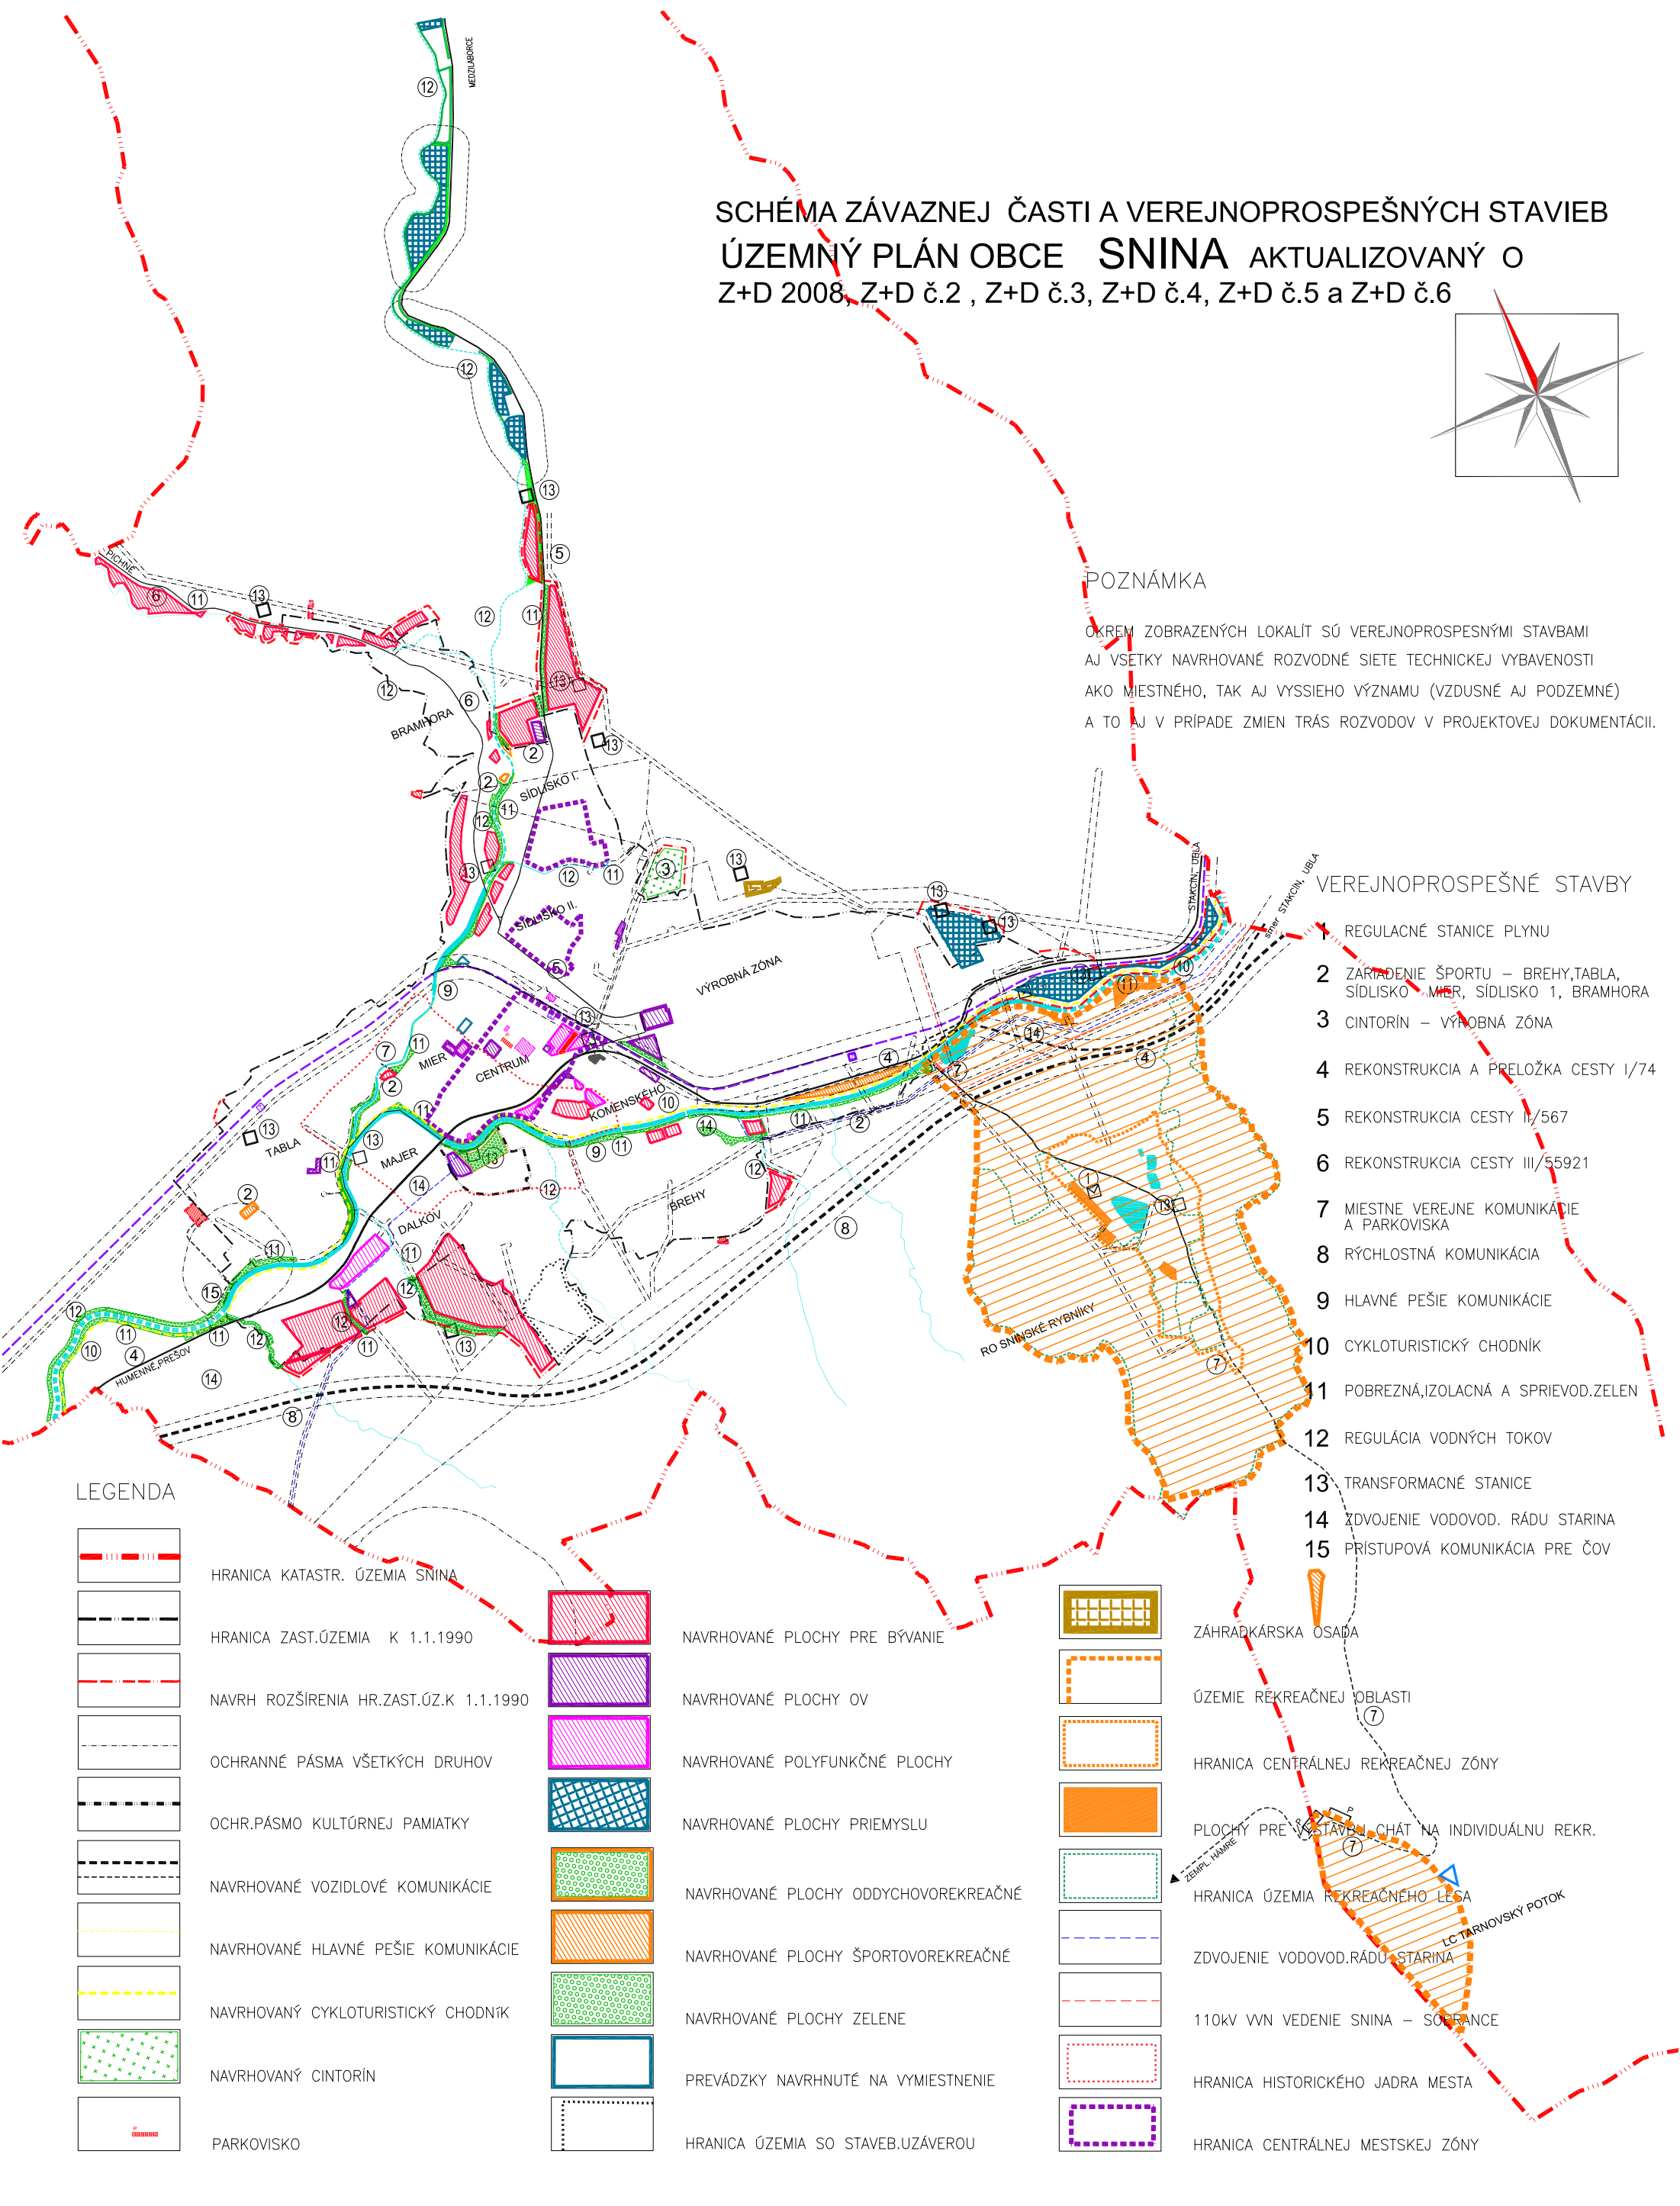 SCHÉMA ZÁVAZNEJ ČASTI A VEREJNOPROSPEŠNÝCH STAVIEB
ÚZEMNÝ PLÁN OBCE SNINA AKTUALIZOVANÝ O
Z+D 2008, Z+D č.2 , Z+D č.3, Z+D č.4, Z+D č.5 a Z+D č.6
MEDZILABORCE
POZNÁMKA
OKREM ZOBRAZENÝCH LOKALÍT SÚ VEREJNOPROSPESNÝMI STAVBAMI
AJ VSETKY NAVRHOVANÉ ROZVODNÉ SIETE TECHNICKEJ VYBAVENOSTI
AKO MIESTNÉHO, TAK AJ VYSSIEHO VÝZNAMU (VZDUSNÉ AJ PODZEMNÉ)
A TO AJ V PRÍPADE ZMIEN TRÁS ROZVODOV V PROJEKTOVEJ DOKUMENTÁCII.
PICHNE
BRAMHORA
SÍDLISKO I.
SÍDLISKO II.
VÝROBNÁ ZÓNA
STAKCIN, UBLA
smer STAKCIN, UBLA
MIER
CENTRUM
KOMENSKÉHO
TABLA
MAJER
DALKOV
BREHY
HUMENNÉ,PREŠOV
RO SNINSKÉ RYBNÍKY
VEREJNOPROSPEŠNÉ STAVBY
1 REGULACNÉ STANICE PLYNU
2 ZARIADENIE ŠPORTU – BREHY,TABLA,
SÍDLISKO MIER, SÍDLISKO 1, BRAMHORA
3 CINTORÍN – VÝROBNÁ ZÓNA
4 REKONSTRUKCIA A PRELOŽKA CESTY I/74
5 REKONSTRUKCIA CESTY II/567
6 REKONSTRUKCIA CESTY III/55921
7 MIESTNE VEREJNE KOMUNIKÁCIE
A PARKOVISKA
8 RÝCHLOSTNÁ KOMUNIKÁCIA
9 HLAVNÉ PEŠIE KOMUNIKÁCIE
10 CYKLOTURISTICKÝ CHODNÍK
11 POBREZNÁ,IZOLACNÁ A SPRIEVOD.ZELEN
12 REGULÁCIA VODNÝCH TOKOV
13 TRANSFORMACNÉ STANICE
14 ZDVOJENIE VODOVOD. RÁDU STARINA
15 PRÍSTUPOVÁ KOMUNIKÁCIA PRE ČOV
LEGENDA
HRANICA KATASTR. ÚZEMIA SNINA
HRANICA ZAST.ÚZEMIA K 1.1.1990
NAVRH ROZŠÍRENIA HR.ZAST.ÚZ.K 1.1.1990
OCHRANNÉ PÁSMA VŠETKÝCH DRUHOV
OCHR.PÁSMO KULTÚRNEJ PAMIATKY
NAVRHOVANÉ VOZIDLOVÉ KOMUNIKÁCIE
NAVRHOVANÉ HLAVNÉ PEŠIE KOMUNIKÁCIE
NAVRHOVANÝ CYKLOTURISTICKÝ CHODNÍK
NAVRHOVANÝ CINTORÍN
PARKOVISKO
NAVRHOVANÉ PLOCHY PRE BÝVANIE
NAVRHOVANÉ PLOCHY OV
NAVRHOVANÉ POLYFUNKČNÉ PLOCHY
NAVRHOVANÉ PLOCHY PRIEMYSLU
NAVRHOVANÉ PLOCHY ODDYCHOVOREKREAČNÉ
NAVRHOVANÉ PLOCHY ŠPORTOVOREKREAČNÉ
NAVRHOVANÉ PLOCHY ZELENE
PREVÁDZKY NAVRHNUTÉ NA VYMIESTNENIE
HRANICA ÚZEMIA SO STAVEB.UZÁVEROU
ZÁHRADKÁRSKA OSADA
ÚZEMIE REKREAČNEJ OBLASTI
HRANICA CENTRÁLNEJ REKREAČNEJ ZÓNY
PLOCHY PRE VÝSTAVBU CHÁT NA INDIVIDUÁLNU REKR.
HRANICA ÚZEMIA REKREAČNÉHO LESA
ZDVOJENIE VODOVOD.RÁDU STARINA
110kV VVN VEDENIE SNINA – SOBRANCE
HRANICA HISTORICKÉHO JADRA MESTA
HRANICA CENTRÁLNEJ MESTSKEJ ZÓNY
ZEMPL. HÁMRE
LC TARNOVSKÝ POTOK